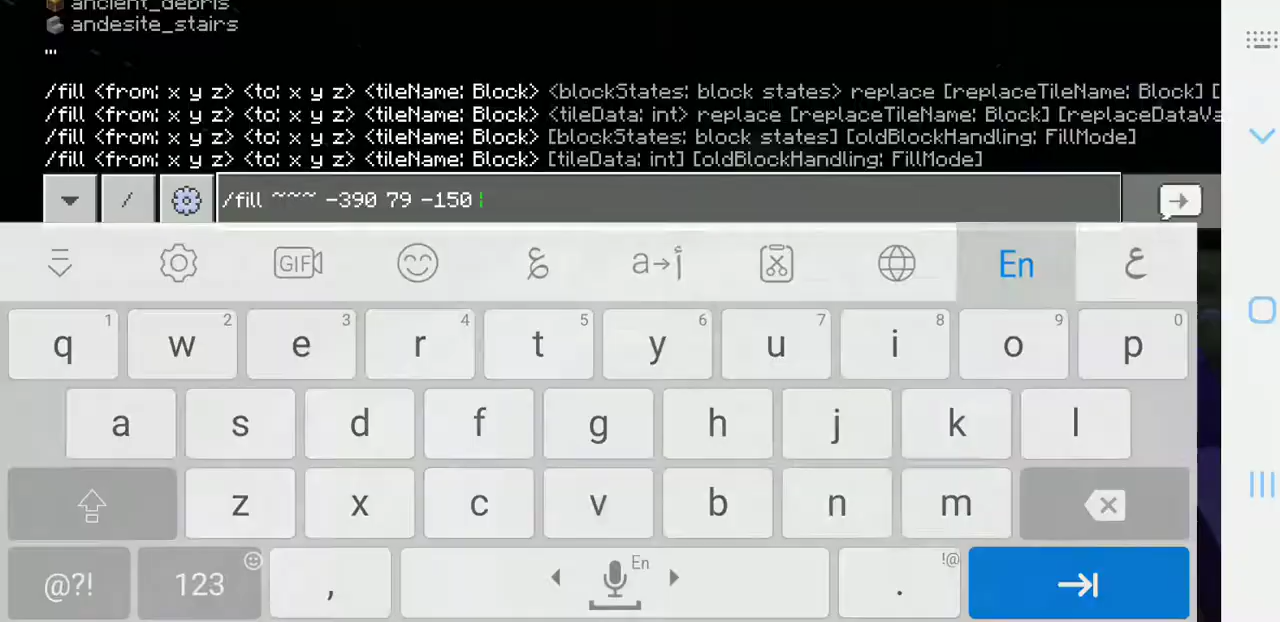 ancient_debris
andesite_stairs
...
/fill <from: x y z> <to: x y z> <tileName: Block> <blockStates: block states> replace [replaceTileName: Block] [
/fill <from: x y z> <to: x y z> <tileName: Block> <tileData: int> replace [replaceTileName: Block] [replaceDataVa
/fill <from: x y z> <to: x y z> <tileName: Block> [blockStates: block states] [oldBlockHandling: FillMode]
/fill <from: x y z> <to: x y z> <tileName: Block> [tileData: int] [oldBlockHandling: FillMode]
/ /fill ~~~ -390 79 -150
GIF ع a→أ En ع
q 1 w 2 e 3 r 4 t 5 y 6 u 7 i 8 o 9 p 0
a s d f g h j k l
z x c v b n m
@?! 123 , En . !@